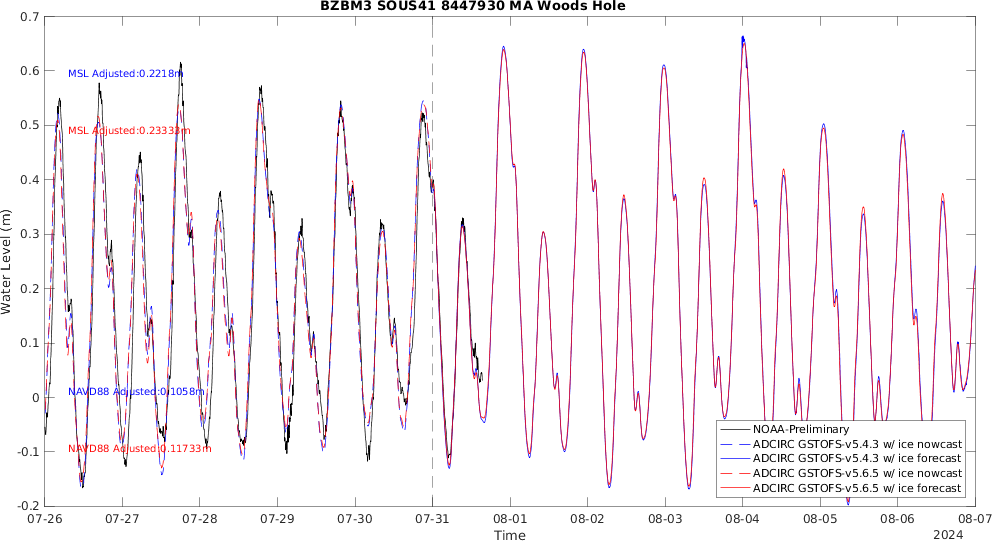 BZBM3 SOUS41 8447930 MA Woods Hole
0.7
0.6
0.5
0.4
0.3
0.2
0.1
0
-0.1
-0.2
Water Level (m)
MSL Adjusted:0.2218m
MSL Adjusted:0.23333m
NAVD88 Adjusted:0.1058m
NAVD88 Adjusted:0.11733m
NOAA-Preliminary
ADCIRC GSTOFS-v5.4.3 w/ ice nowcast
ADCIRC GSTOFS-v5.4.3 w/ ice forecast
ADCIRC GSTOFS-v5.6.5 w/ ice nowcast
ADCIRC GSTOFS-v5.6.5 w/ ice forecast
07-26 07-27 07-28 07-29 07-30 07-31 08-01 08-02 08-03 08-04 08-05 08-06 08-07
Time
2024